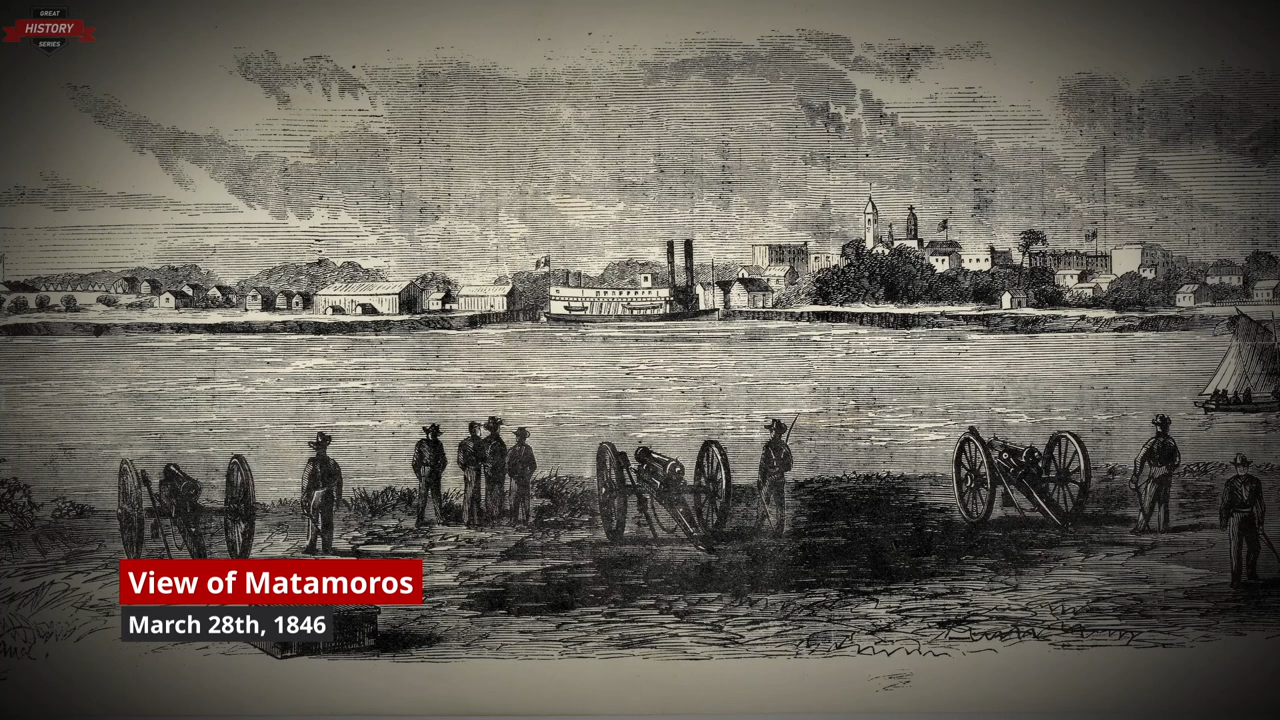 GREAT
HISTORY
SERIES
View of Matamoros
March 28th, 1846